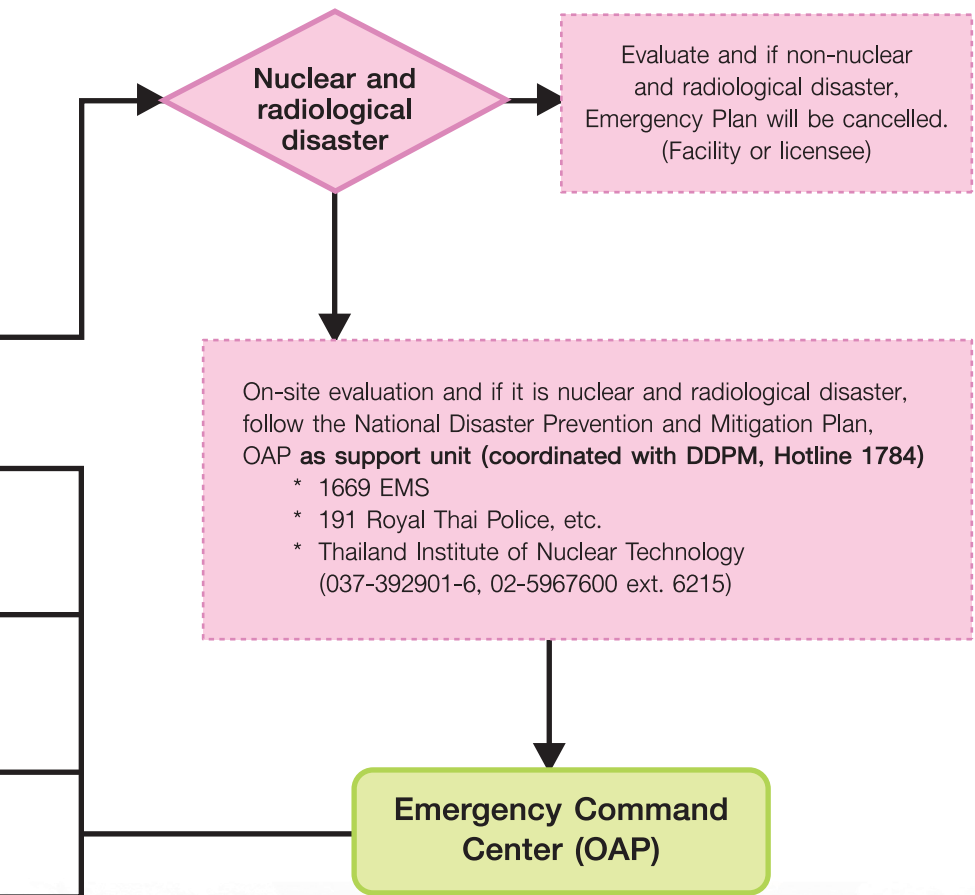 Nuclear and
radiological
disaster
Evaluate and if non-nuclear
and radiological disaster,
Emergency Plan will be cancelled.
(Facility or licensee)
On-site evaluation and if it is nuclear and radiological disaster,
follow the National Disaster Prevention and Mitigation Plan,
OAP as support unit (coordinated with DDPM, Hotline 1784)
* 1669 EMS
* 191 Royal Thai Police, etc.
* Thailand Institute of Nuclear Technology
(037-392901-6, 02-5967600 ext. 6215)
Emergency Command
Center (OAP)